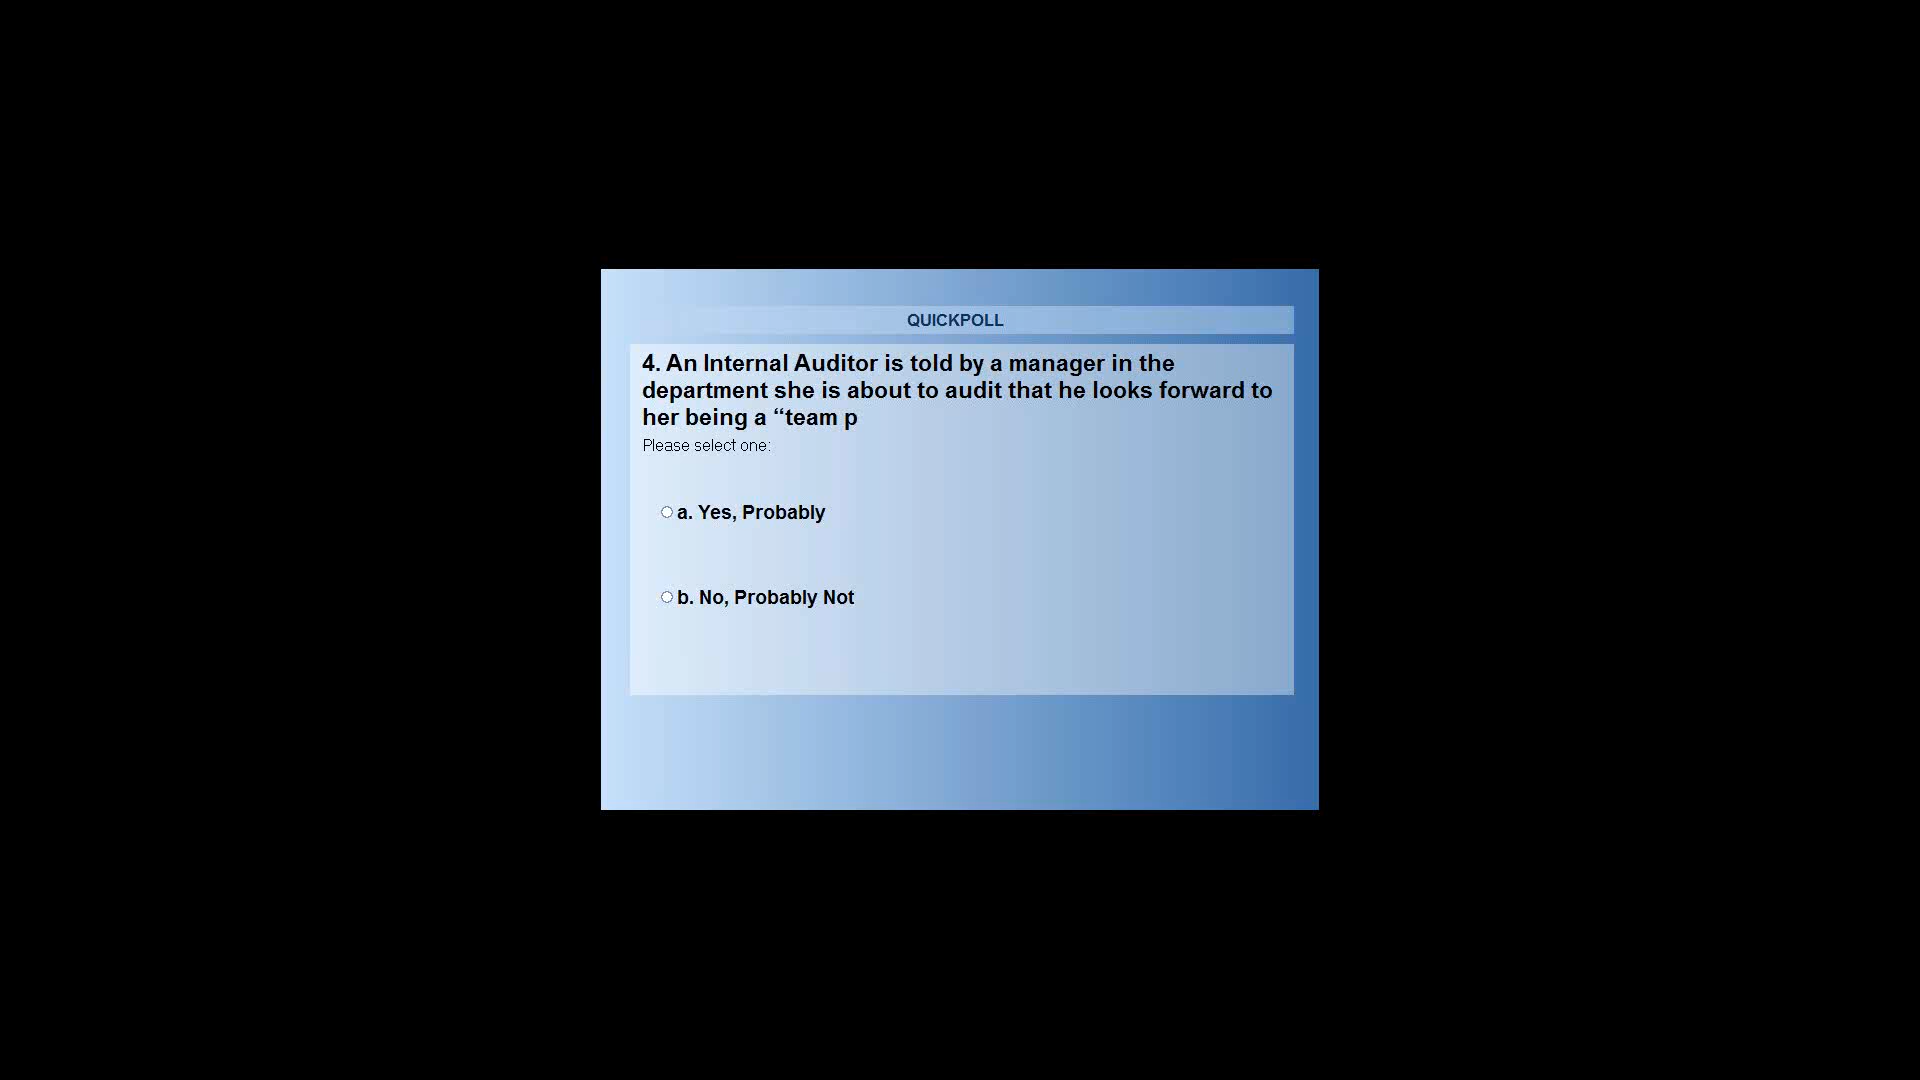 QUICKPOLL
4. An Internal Auditor is told by a manager in the
department she is about to audit that he looks forward to
her being a “team p
Please select one:
a. Yes, Probably
b. No, Probably Not